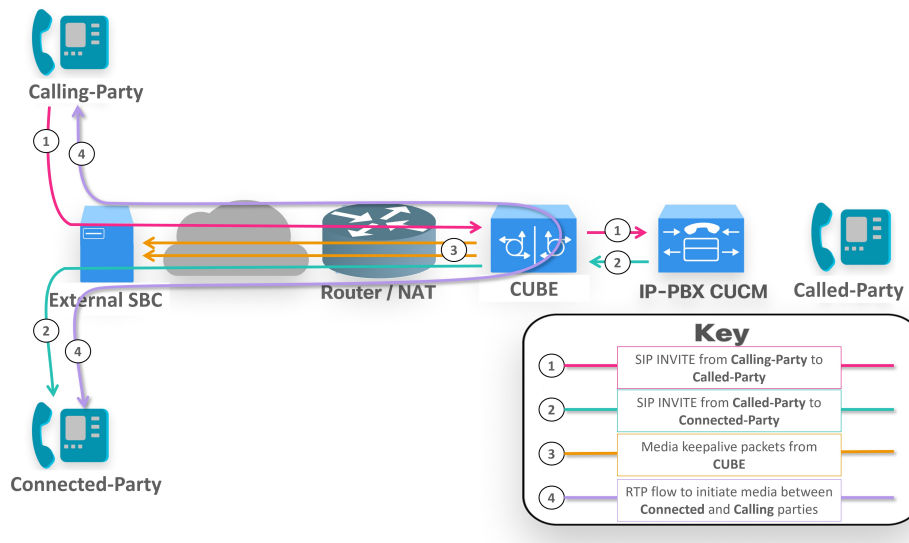 Calling-Party
1
4
1
3
2
External SBC
Router / NAT
CUBE
IP-PBX CUCM
Called-Party
2
4
Connected-Party
Key
1
SIP INVITE from Calling-Party to
Called-Party
2
SIP INVITE from Called-Party to
Connected-Party
3
Media keepalive packets from
CUBE
4
RTP flow to initiate media between
Connected and Calling parties